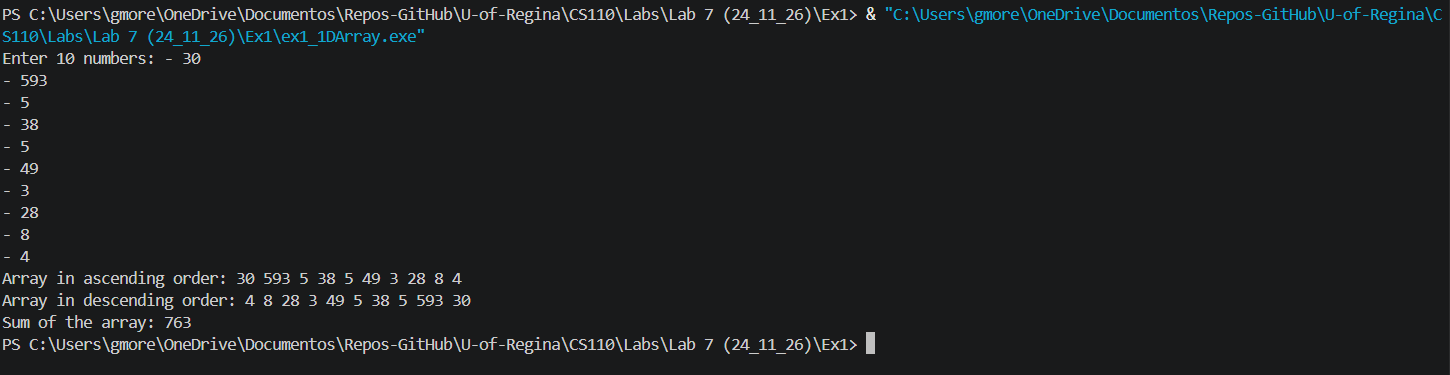 PS C:\Users\gmore\OneDrive\Documentos\Repos-GitHub\U-of-Regina\CS110\Labs\Lab 7 (24_11_26)\Ex1> & "C:\Users\gmore\OneDrive\Documentos\Repos-GitHub\U-of-Regina\C
S110\Labs\Lab 7 (24_11_26)\Ex1\ex1_1DArray.exe"
Enter 10 numbers: - 30
- 593
- 5
- 38
- 5
- 49
- 3
- 28
- 8
- 4
Array in ascending order: 30 593 5 38 5 49 3 28 8 4
Array in descending order: 4 8 28 3 49 5 38 5 593 30
Sum of the array: 763
PS C:\Users\gmore\OneDrive\Documentos\Repos-GitHub\U-of-Regina\CS110\Labs\Lab 7 (24_11_26)\Ex1>